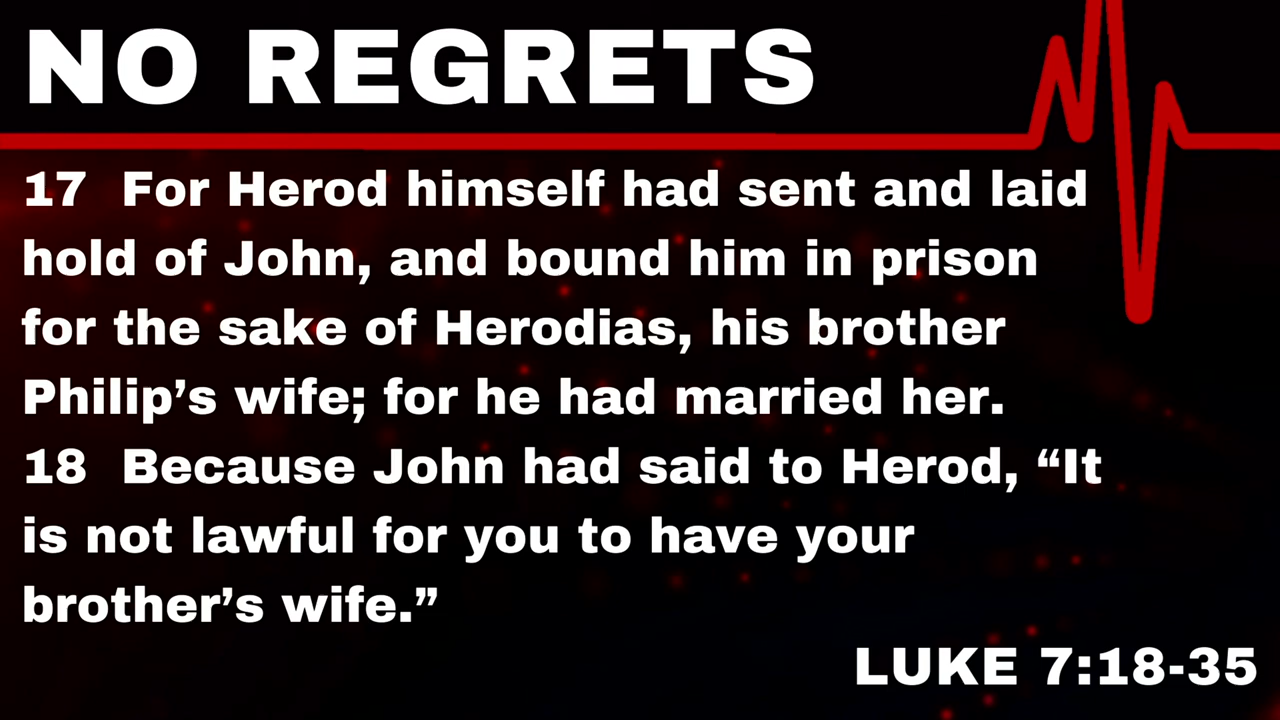 NO REGRETS
17 For Herod himself had sent and laid
hold of John, and bound him in prison
for the sake of Herodias, his brother
Philip’s wife; for he had married her.
18 Because John had said to Herod, “It
is not lawful for you to have your
brother’s wife.”
LUKE 7:18-35